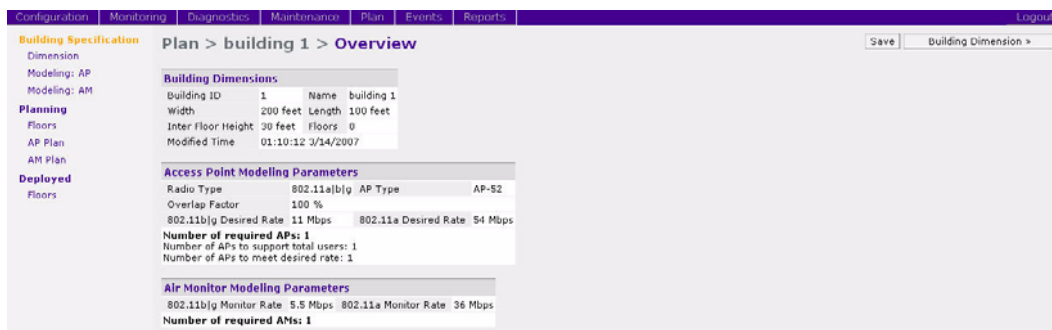 Configuration Monitoring Diagnostics Maintenance Plan Events Reports Logout
Building Specification
Dimension
Modeling: AP
Modeling: AM
Planning
Floors
AP Plan
AM Plan
Deployed
Floors
Plan > building 1 > Overview
Save Building Dimension »
Building Dimensions
Building ID 1 Name building 1
Width 200 feet Length 100 feet
Inter Floor Height 30 feet Floors 0
Modified Time 01:10:12 3/14/2007
Access Point Modeling Parameters
Radio Type 802.11a|b|g AP Type AP-52
Overlap Factor 100 %
802.11b|g Desired Rate 11 Mbps 802.11a Desired Rate 54 Mbps
Number of required APs: 1
Number of APs to support total users: 1
Number of APs to meet desired rate: 1
Air Monitor Modeling Parameters
802.11b|g Monitor Rate 5.5 Mbps 802.11a Monitor Rate 36 Mbps
Number of required AMs: 1